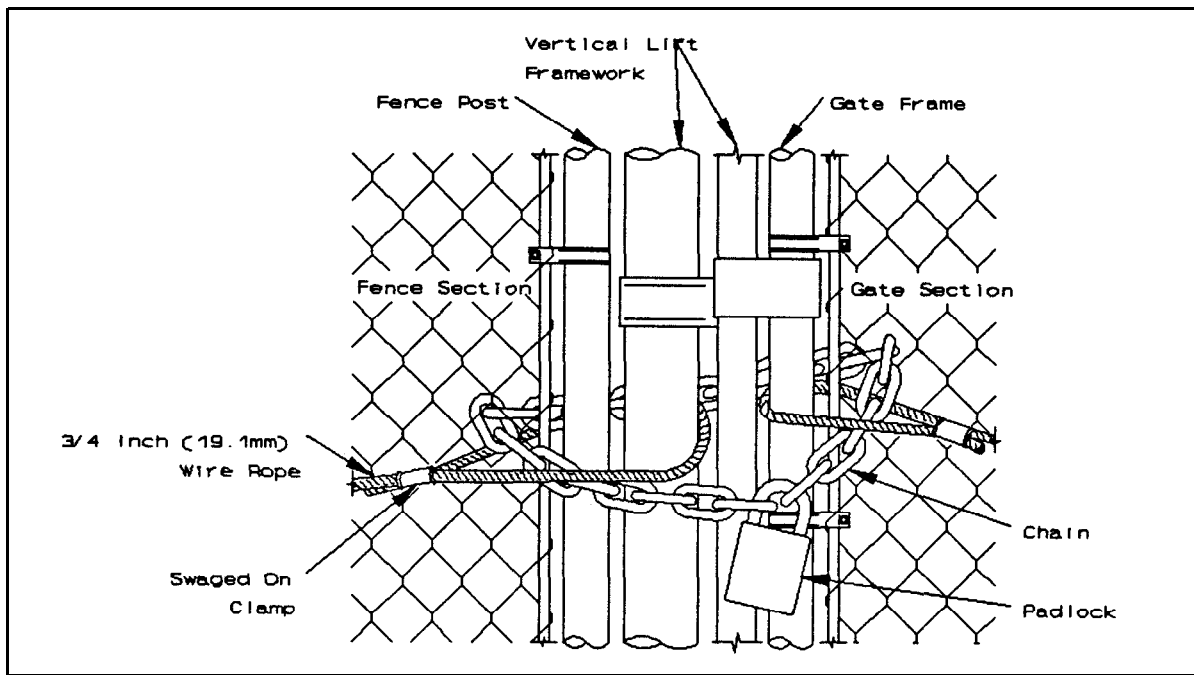 Vertical Lift
Framework
Fence Post
Gate Frame
Fence Section
Gate Section
3/4 Inch (19.1mm)
Wire Rope
Chain
Swaged On
Clamp
Padlock